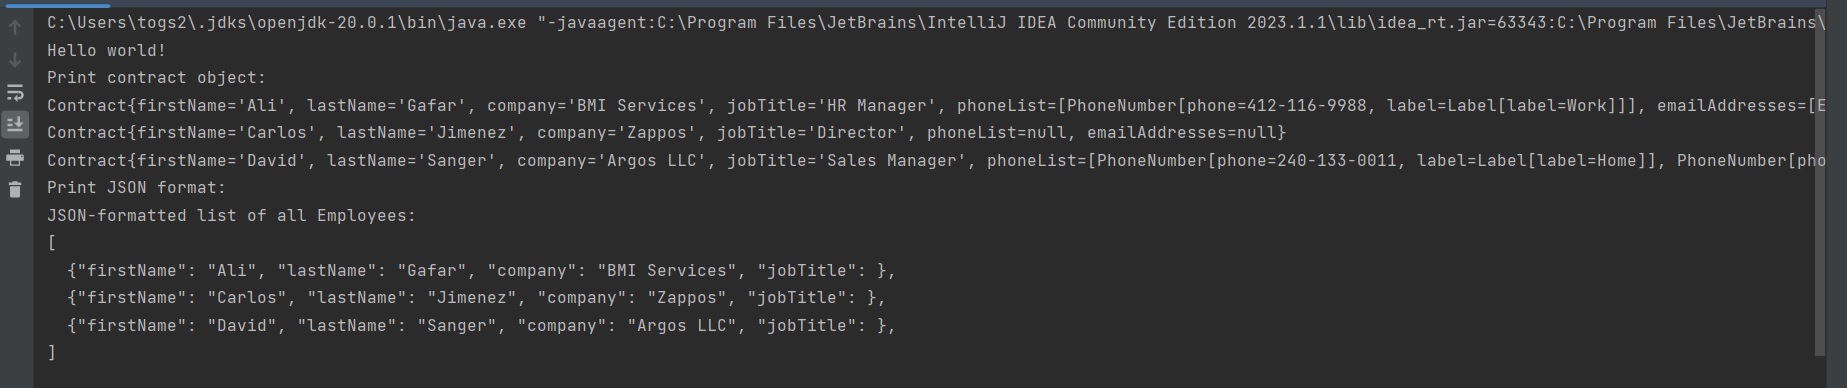 C:\Users\togs2\.jdks\openjdk-20.0.1\bin\java.exe "-javaagent:C:\Program Files\JetBrains\IntelliJ IDEA Community Edition 2023.1.1\lib\idea_rt.jar=63343:C:\Program Files\JetBrains\
Hello world!
Print contract object:
Contract{firstName='Ali', lastName='Gafar', company='BMI Services', jobTitle='HR Manager', phoneList=[PhoneNumber[phone=412-116-9988, label=Label[label=Work]]], emailAddresses=[E
Contract{firstName='Carlos', lastName='Jimenez', company='Zappos', jobTitle='Director', phoneList=null, emailAddresses=null}
Contract{firstName='David', lastName='Sanger', company='Argos LLC', jobTitle='Sales Manager', phoneList=[PhoneNumber[phone=240-133-0011, label=Label[label=Home]], PhoneNumber[pho
Print JSON format:
JSON-formatted list of all Employees:
[
  {"firstName": "Ali", "lastName": "Gafar", "company": "BMI Services", "jobTitle": },
  {"firstName": "Carlos", "lastName": "Jimenez", "company": "Zappos", "jobTitle": },
  {"firstName": "David", "lastName": "Sanger", "company": "Argos LLC", "jobTitle": },
]